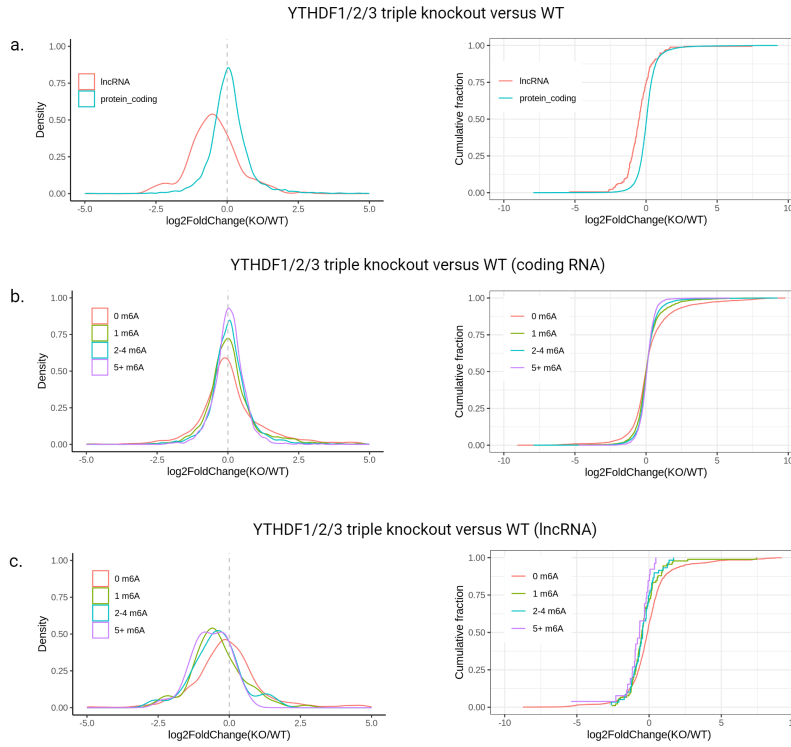 YTHDF1/2/3 triple knockout versus WT
a.
1.00
0.75
0.50
0.25
0.00
Density
lncRNA
protein_coding
-5.0
-2.5
0.0
2.5
5.0
log2FoldChange(KO/WT)
1.00
0.75
0.50
0.25
0.00
Cumulative fraction
lncRNA
protein_coding
-10
-5
0
5
10
log2FoldChange(KO/WT)
YTHDF1/2/3 triple knockout versus WT (coding RNA)
b.
1.00
0.75
0.50
0.25
0.00
Density
0 m6A
1 m6A
2-4 m6A
5+ m6A
-5.0
-2.5
0.0
2.5
5.0
log2FoldChange(KO/WT)
1.00
0.75
0.50
0.25
0.00
Cumulative fraction
0 m6A
1 m6A
2-4 m6A
5+ m6A
-10
-5
0
5
10
log2FoldChange(KO/WT)
YTHDF1/2/3 triple knockout versus WT (lncRNA)
c.
1.00
0.75
0.50
0.25
0.00
Density
0 m6A
1 m6A
2-4 m6A
5+ m6A
-5.0
-2.5
0.0
2.5
5.0
log2FoldChange(KO/WT)
1.00
0.75
0.50
0.25
0.00
Cumulative fraction
0 m6A
1 m6A
2-4 m6A
5+ m6A
-10
-5
0
5
10
log2FoldChange(KO/WT)